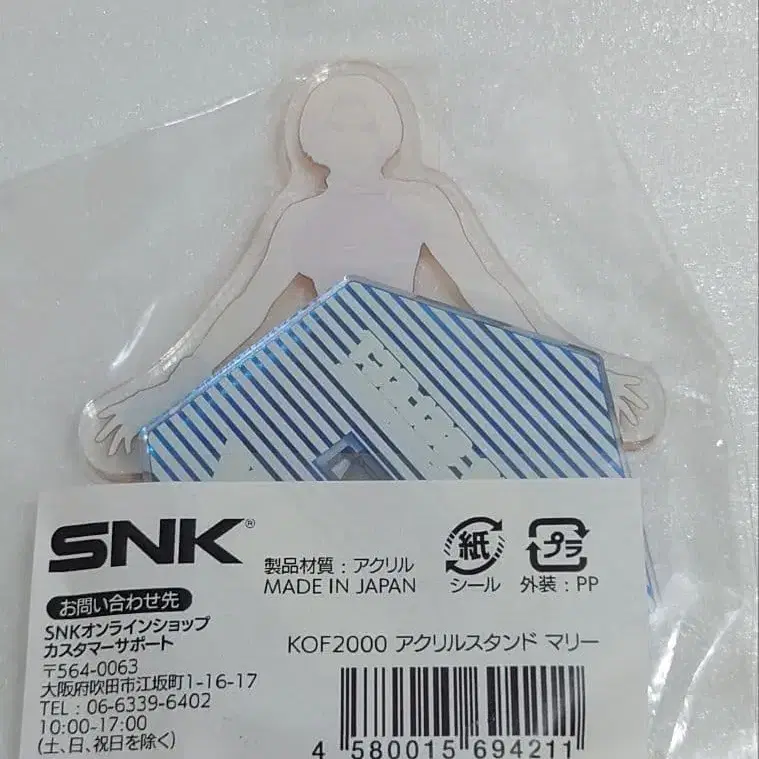 SNK®
製品材質：アクリル
MADE IN JAPAN
紙
シール
プラ
外装：PP
お問い合わせ先
SNKオンラインショップ
カスタマーサポート
〒564-0063
大阪府吹田市江坂町1-16-17
TEL：06-6339-6402
10:00-17:00
(土、日、祝日を除く)
KOF2000 アクリルスタンド マリー
4 580015 694211